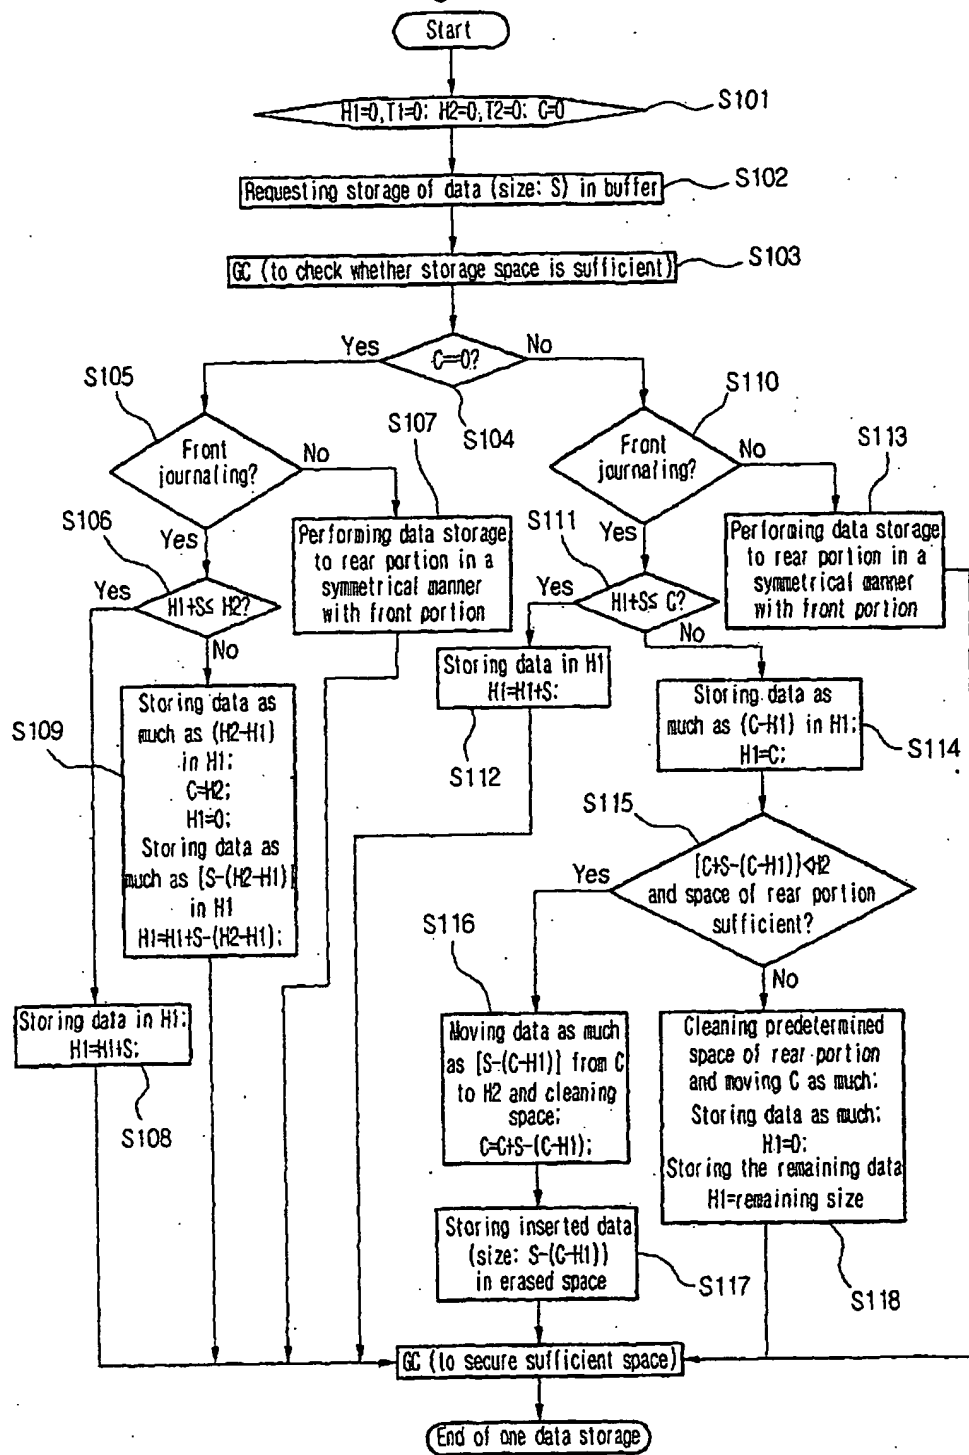 Start
H1=0,T1=0; H2=0,T2=0; C=0
S101
Requesting storage of data (size: S) in buffer
S102
GC (to check whether storage space is sufficient)
S103
C==0?
Yes
No
S104
S105
Front
journaling?
No
Yes
S107
Performing data storage
to rear portion in a
symmetrical manner
with front portion
S106
H1+S≤ H2?
Yes
No
S109
Storing data as
much as (H2-H1)
in H1;
C=H2;
H1=0;
Storing data as
much as [S-(H2-H1)]
in H1
H1=H1+S-(H2-H1);
Storing data in H1;
H1=H1+S;
S108
S110
Front
journaling?
No
Yes
S113
Performing data storage
to rear portion in a
symmetrical manner
with front portion
S111
H1+S≤ C?
Yes
No
Storing data in H1
H1=H1+S;
S112
Storing data as
much as (C-H1) in H1;
H1=C;
S114
S115
[C+S-(C-H1)]<H2
and space of rear portion
sufficient?
Yes
No
S116
Moving data as much
as [S-(C-H1)] from C
to H2 and cleaning
space;
C=C+S-(C-H1);
Storing inserted data
(size: S-(C-H1))
in erased space
S117
Cleaning predetermined
space of rear portion
and moving C as much;
Storing data as much;
H1=0;
Storing the remaining data
H1=remaining size
S118
GC (to secure sufficient space)
End of one data storage